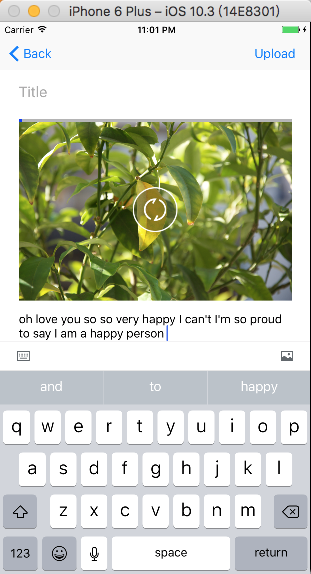 iPhone 6 Plus – iOS 10.3 (14E8301)
Carrier 11:01 PM
Back Upload
Title
oh love you so so very happy I can't I'm so proud
to say I am a happy person
and to happy
q w e r t y u i o p
a s d f g h j k l
z x c v b n m
123 space return